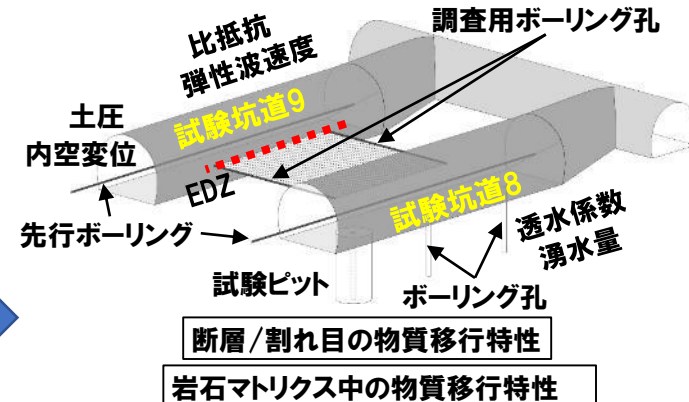 調査用ボーリング孔
比抵抗
弾性波速度
試験坑道9
土圧
内空変位
EDZ
先行ボーリング
試験坑道8
透水係数
湧水量
試験ピット
ボーリング孔
断層/割れ目の物質移行特性
岩石マトリクス中の物質移行特性